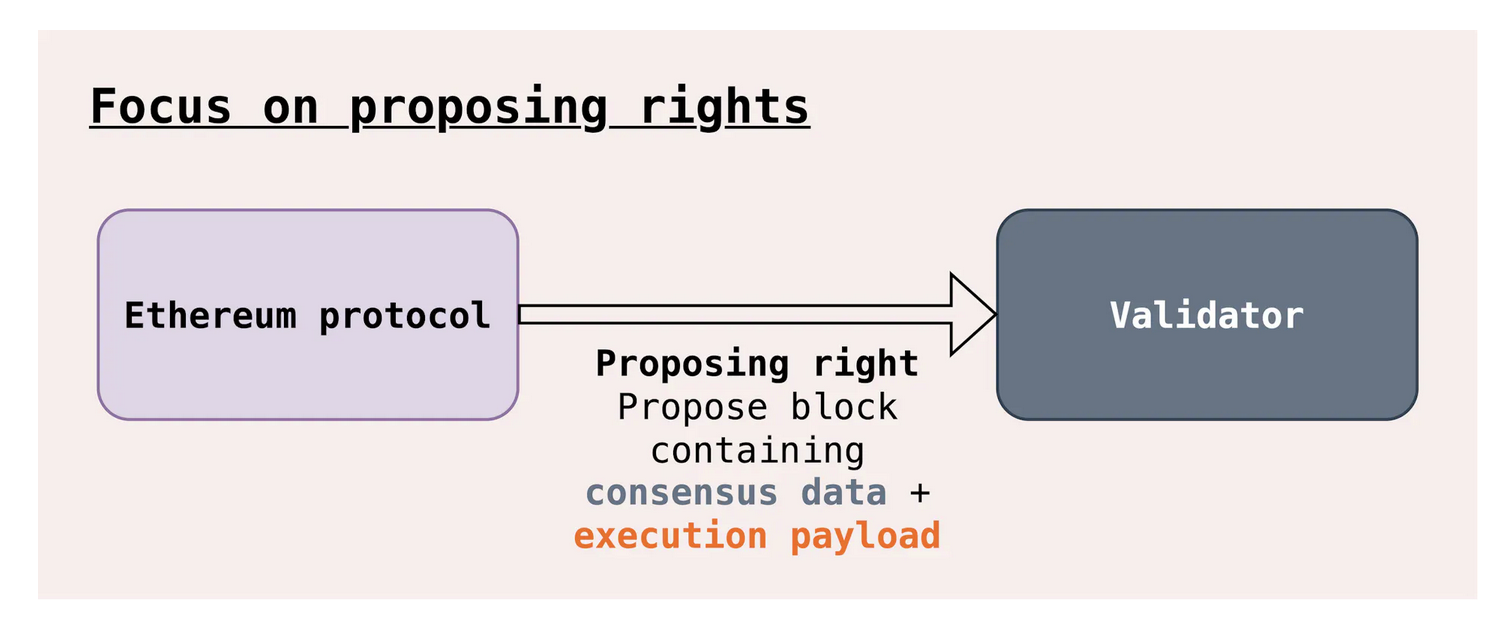 Focus on proposing rights
Ethereum protocol
Validator
Proposing right
Propose block
containing
consensus data +
execution payload